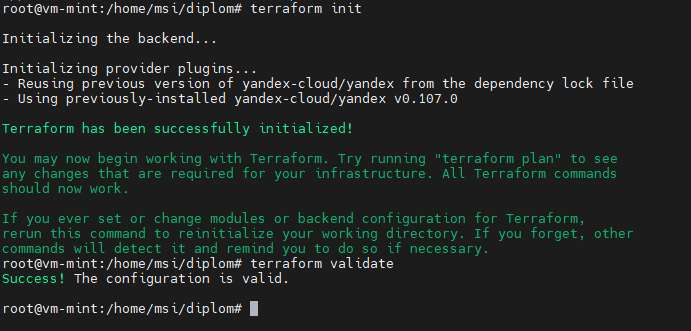 root@vm-mint:/home/msi/diplom# terraform init
Initializing the backend...
Initializing provider plugins...
- Reusing previous version of yandex-cloud/yandex from the dependency lock file
- Using previously-installed yandex-cloud/yandex v0.107.0
Terraform has been successfully initialized!
You may now begin working with Terraform. Try running "terraform plan" to see
any changes that are required for your infrastructure. All Terraform commands
should now work.
If you ever set or change modules or backend configuration for Terraform,
rerun this command to reinitialize your working directory. If you forget, other
commands will detect it and remind you to do so if necessary.
root@vm-mint:/home/msi/diplom# terraform validate
Success! The configuration is valid.
root@vm-mint:/home/msi/diplom#